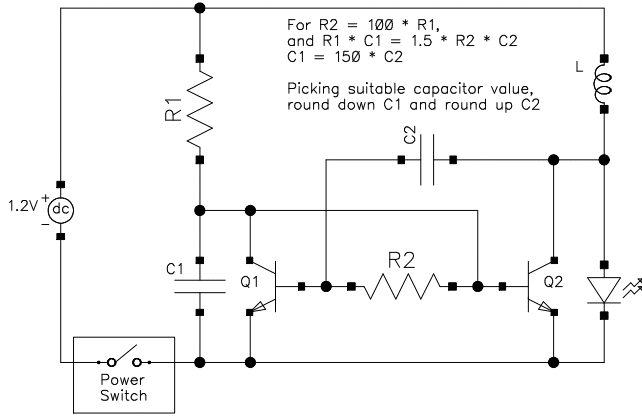 For R2 = 100 * R1,
and R1 * C1 = 1.5 * R2 * C2
C1 = 150 * C2
Picking suitable capacitor value,
round down C1 and round up C2
L
R1
C2
1.2V
+
dc
-
C1
Q1
R2
Q2
Power
Switch